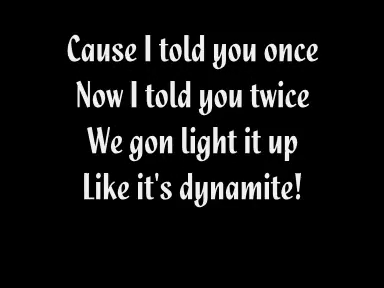 Cause I told you once
Now I told you twice
We gon light it up
Like it's dynamite!